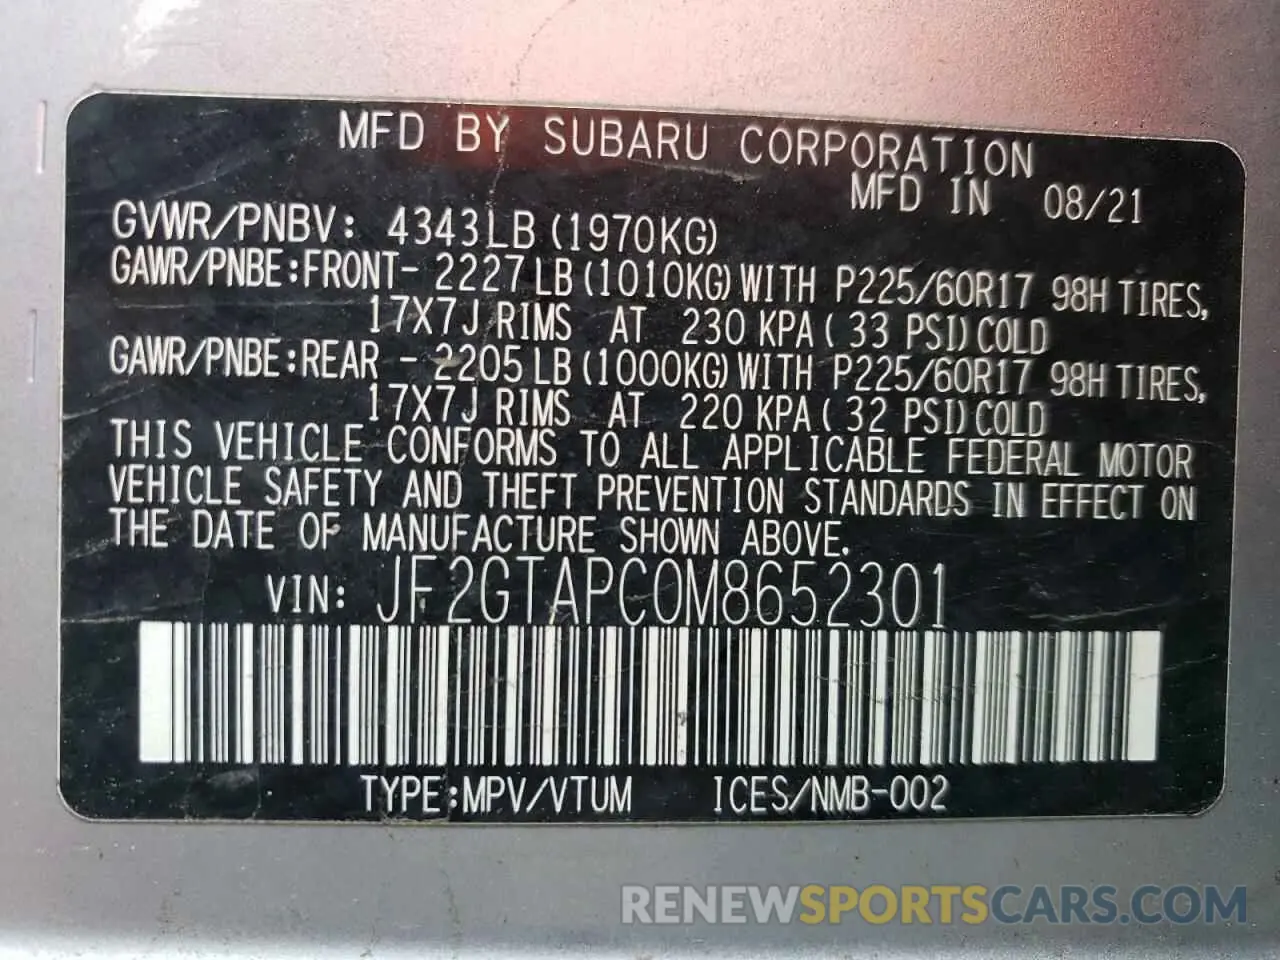 MFD BY SUBARU CORPORATION
MFD IN 08/21
GVWR/PNBV: 4343LB (1970KG)
GAWR/PNBE:FRONT- 2227LB (1010KG) WITH P225/60R17 98H TIRES,
17X7J RIMS AT 230 KPA ( 33 PSI) COLD
GAWR/PNBE:REAR - 2205LB (1000KG) WITH P225/60R17 98H TIRES,
17X7J RIMS AT 220 KPA ( 32 PSI) COLD
THIS VEHICLE CONFORMS TO ALL APPLICABLE FEDERAL MOTOR
VEHICLE SAFETY AND THEFT PREVENTION STANDARDS IN EFFECT ON
THE DATE OF MANUFACTURE SHOWN ABOVE.
VIN: JF2GTAPC0M8652301
TYPE:MPV/VTUM ICES/NMB-002
RENEWSPORTSCARS.COM